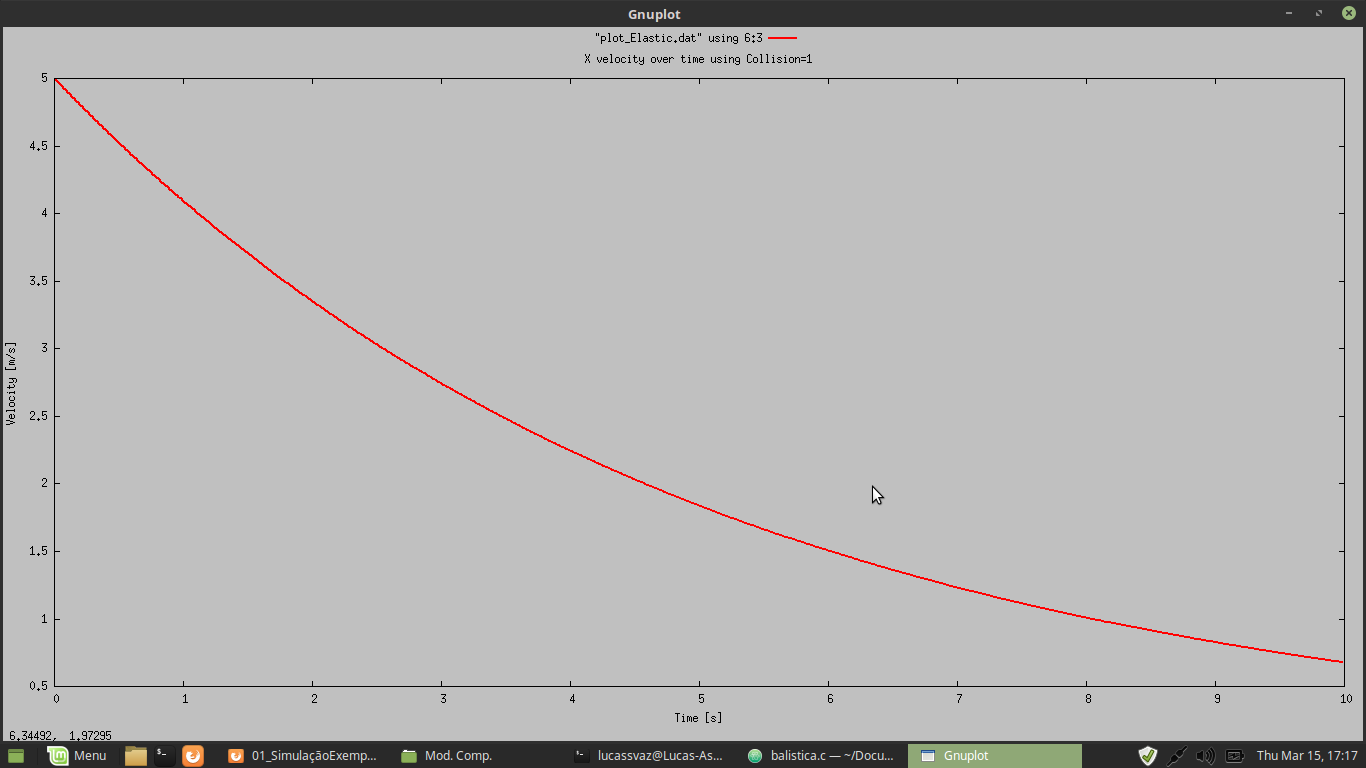 Gnuplot
"plot_Elastic.dat" using 6:3
X velocity over time using Collision=1
5
4.5
4
3.5
3
2.5
2
1.5
1
0.5
Velocity [m/s]
0 1 2 3 4 5 6 7 8 9 10
Time [s]
6.34492, 1.97295
Menu 01_SimulaçãoExemp... Mod. Comp. lucassvaz@Lucas-As... balistica.c — ~/Docu... Gnuplot Thu Mar 15, 17:17